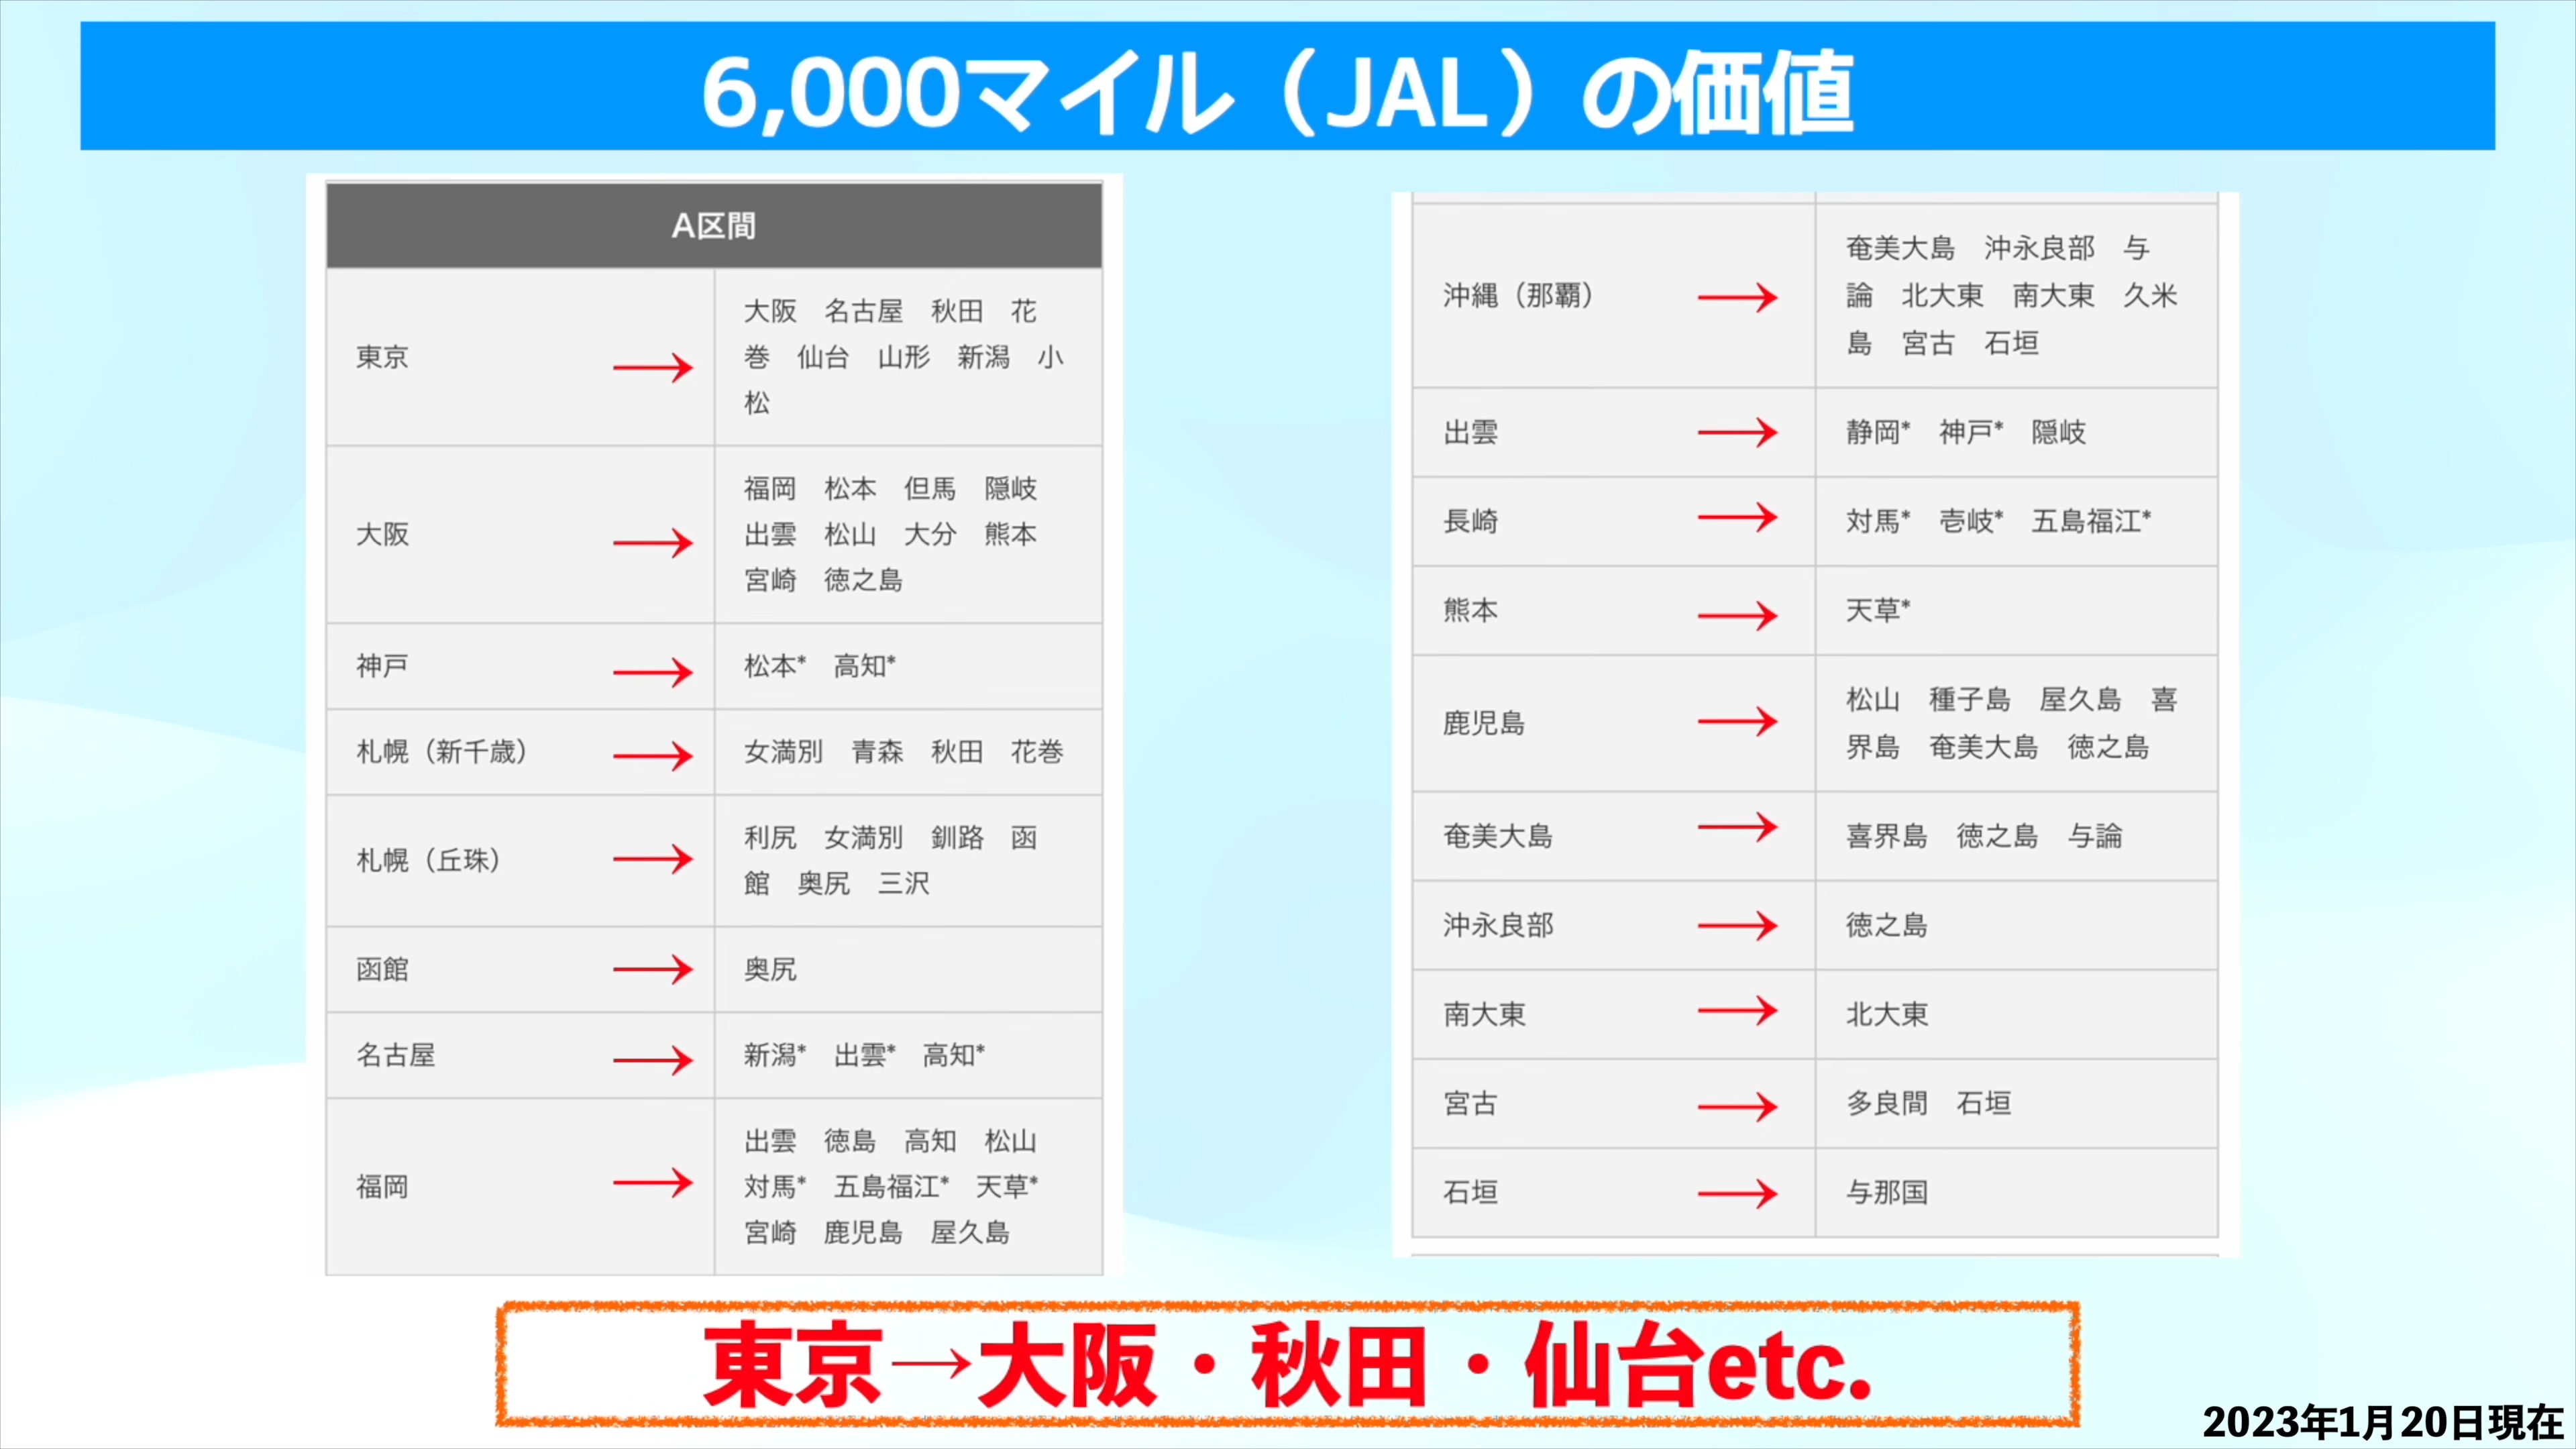 6,000マイル（JAL）の価値
A区間
東京 → 大阪　名古屋　秋田　花
巻　仙台　山形　新潟　小
松
大阪 → 福岡　松本　但馬　隠岐
出雲　松山　大分　熊本
宮崎　徳之島
神戸 → 松本*　高知*
札幌（新千歳） → 女満別　青森　秋田　花巻
札幌（丘珠） → 利尻　女満別　釧路　函
館　奥尻　三沢
函館 → 奥尻
名古屋 → 新潟*　出雲*　高知*
福岡 → 出雲　徳島　高知　松山
対馬*　五島福江*　天草*
宮崎　鹿児島　屋久島
沖縄（那覇） → 奄美大島　沖永良部　与
論　北大東　南大東　久米
島　宮古　石垣
出雲 → 静岡*　神戸*　隠岐
長崎 → 対馬*　壱岐*　五島福江*
熊本 → 天草*
鹿児島 → 松山　種子島　屋久島　喜
界島　奄美大島　徳之島
奄美大島 → 喜界島　徳之島　与論
沖永良部 → 徳之島
南大東 → 北大東
宮古 → 多良間　石垣
石垣 → 与那国
東京→大阪・秋田・仙台etc.
2023年1月20日現在